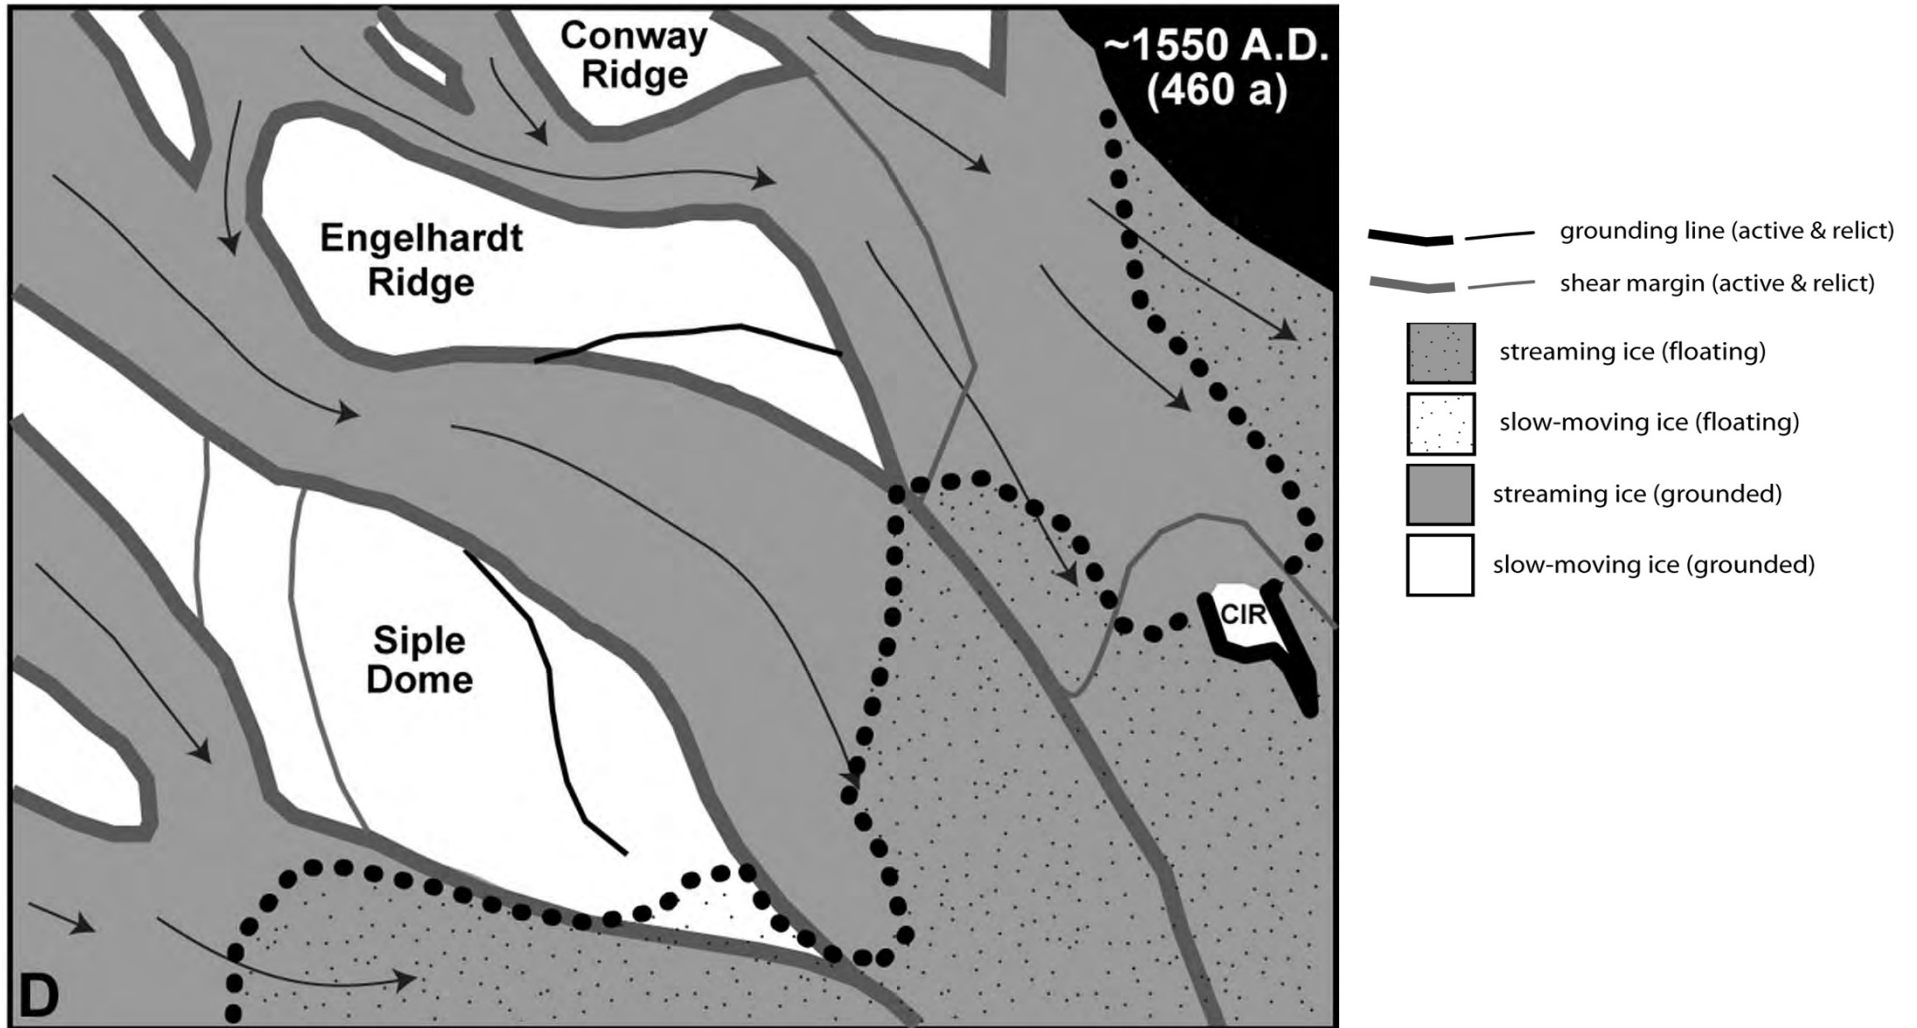 Conway
Ridge
~1550 A.D.
(460 a)
Engelhardt
Ridge
Siple
Dome
CIR
D
grounding line (active & relict)
shear margin (active & relict)
streaming ice (floating)
slow-moving ice (floating)
streaming ice (grounded)
slow-moving ice (grounded)